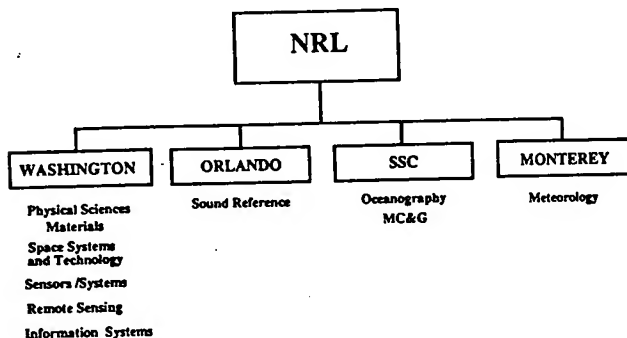 NRL
WASHINGTON
Physical Sciences
Materials
Space Systems
and Technology
Sensors /Systems
Remote Sensing
Information Systems
ORLANDO
Sound Reference
SSC
Oceanography
MC&G
MONTEREY
Meteorology